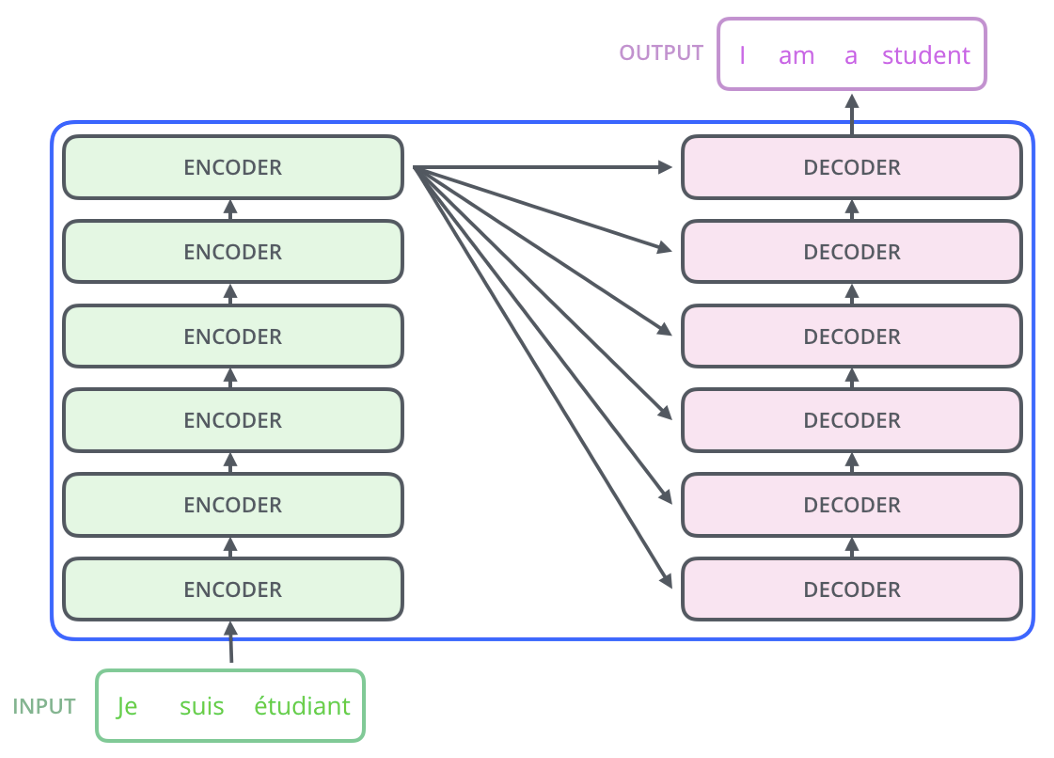 OUTPUT
I am a student
ENCODER
DECODER
ENCODER
DECODER
ENCODER
DECODER
ENCODER
DECODER
ENCODER
DECODER
ENCODER
DECODER
INPUT
Je suis étudiant